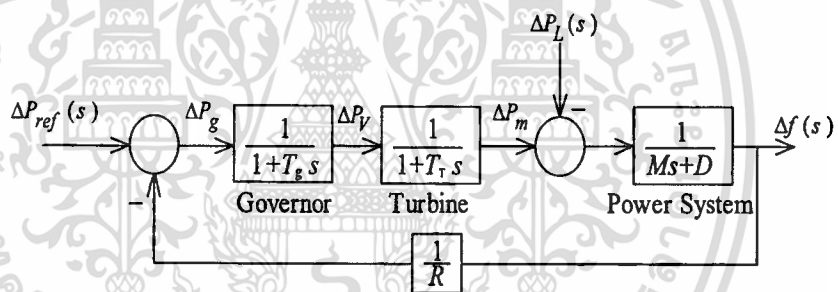 ΔP_L(s)
ΔP_ref(s)
ΔP_g
1
1+T_g s
ΔP_V
1
1+T_T s
ΔP_m
1
Ms+D
Δf(s)
−
−
Governor
Turbine
Power System
1
R